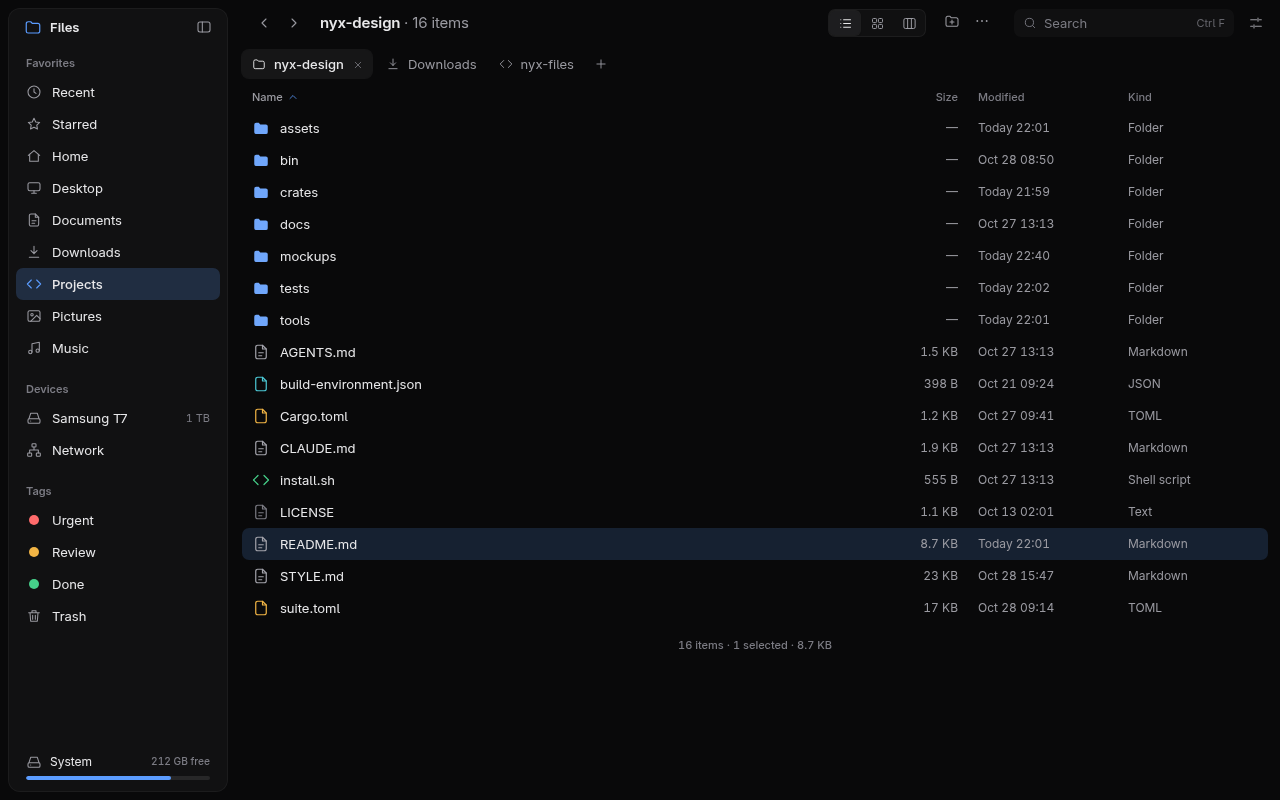 Files
Favorites
Recent
Starred
Home
Desktop
Documents
Downloads
Projects
Pictures
Music
Devices
Samsung T7 1 TB
Network
Tags
Urgent
Review
Done
Trash
System 212 GB free
nyx-design · 16 items
Search Ctrl F
nyx-design Downloads nyx-files
Name Size Modified Kind
assets — Today 22:01 Folder
bin — Oct 28 08:50 Folder
crates — Today 21:59 Folder
docs — Oct 27 13:13 Folder
mockups — Today 22:40 Folder
tests — Today 22:02 Folder
tools — Today 22:01 Folder
AGENTS.md 1.5 KB Oct 27 13:13 Markdown
build-environment.json 398 B Oct 21 09:24 JSON
Cargo.toml 1.2 KB Oct 27 09:41 TOML
CLAUDE.md 1.9 KB Oct 27 13:13 Markdown
install.sh 555 B Oct 27 13:13 Shell script
LICENSE 1.1 KB Oct 13 02:01 Text
README.md 8.7 KB Today 22:01 Markdown
STYLE.md 23 KB Oct 28 15:47 Markdown
suite.toml 17 KB Oct 28 09:14 TOML
16 items · 1 selected · 8.7 KB